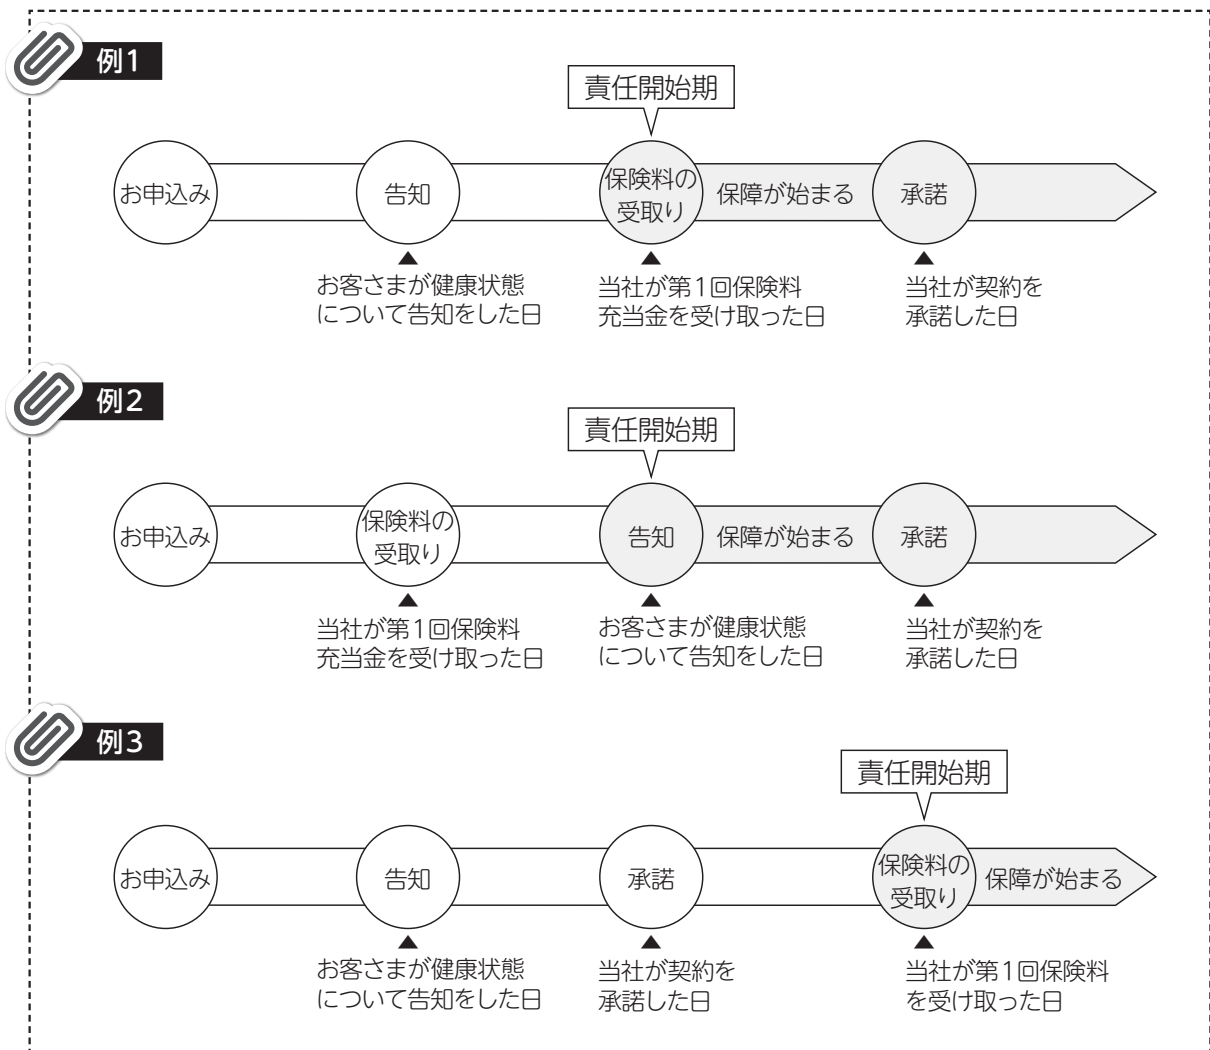 例1
責任開始期
お申込み
告知
保険料の
受取り
保障が始まる
承諾
お客さまが健康状態
について告知をした日
当社が第1回保険料
充当金を受け取った日
当社が契約を
承諾した日
例2
責任開始期
お申込み
保険料の
受取り
告知
保障が始まる
承諾
当社が第1回保険料
充当金を受け取った日
お客さまが健康状態
について告知をした日
当社が契約を
承諾した日
例3
責任開始期
お申込み
告知
承諾
保険料の
受取り
保障が始まる
お客さまが健康状態
について告知をした日
当社が契約を
承諾した日
当社が第1回保険料
を受け取った日